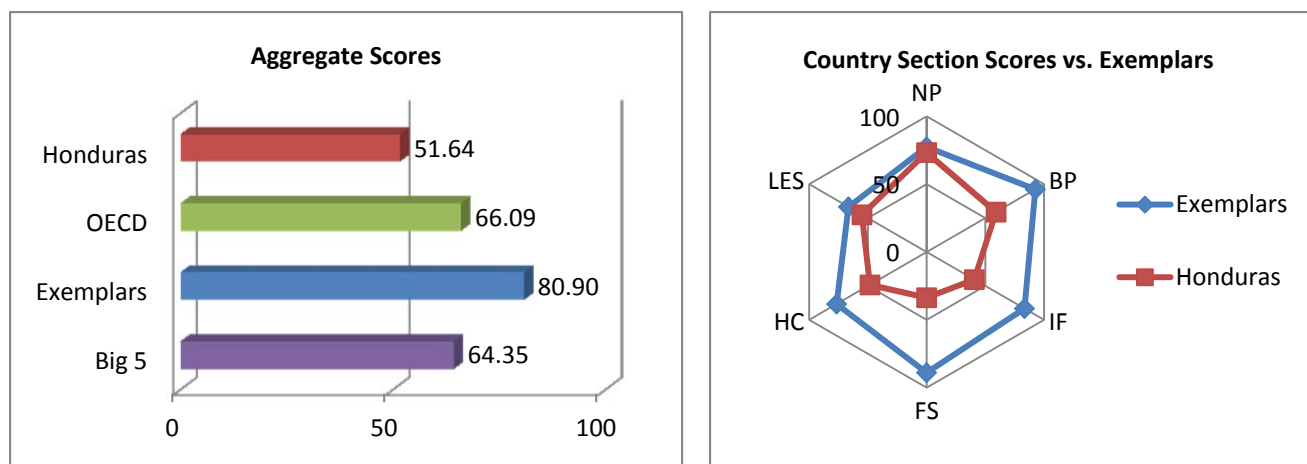 Aggregate Scores
Honduras
51.64
OECD
66.09
Exemplars
80.90
Big 5
64.35
0
50
100
Country Section Scores vs. Exemplars
NP
100
LES
50
BP
0
HC
IF
FS
Exemplars
Honduras